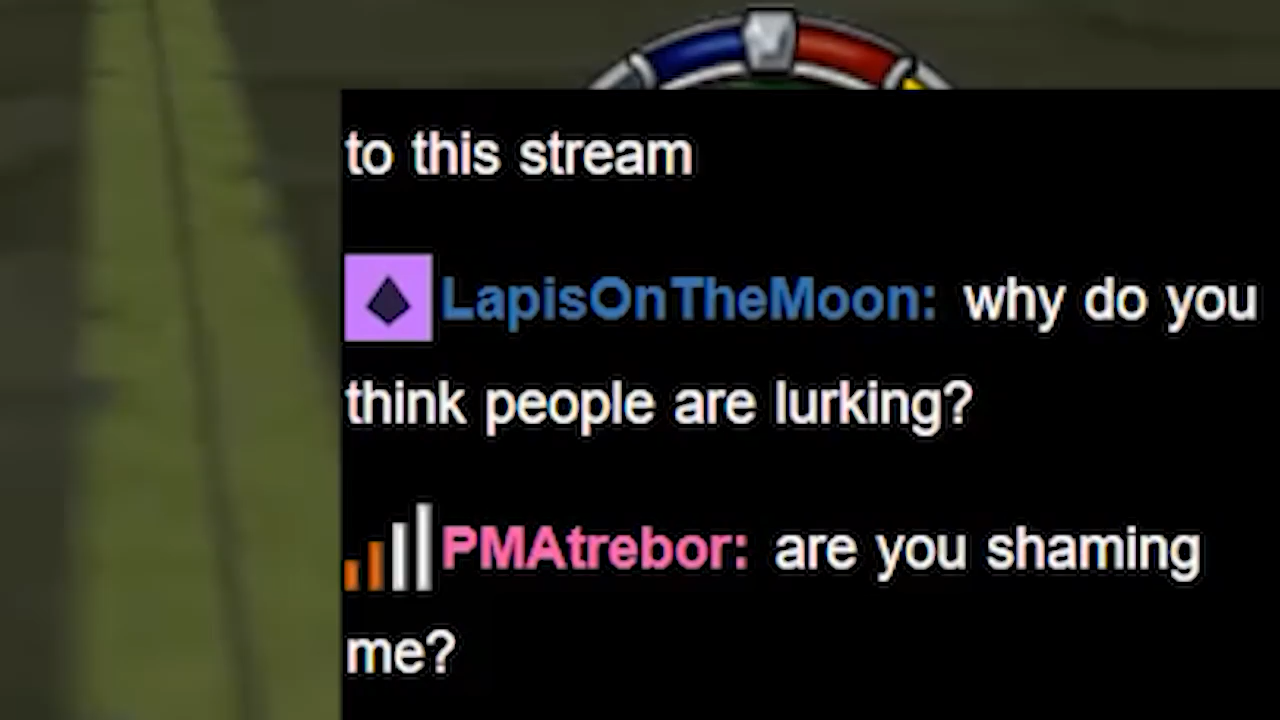 to this stream
LapisOnTheMoon: why do you
think people are lurking?
PMAtrebor: are you shaming
me?